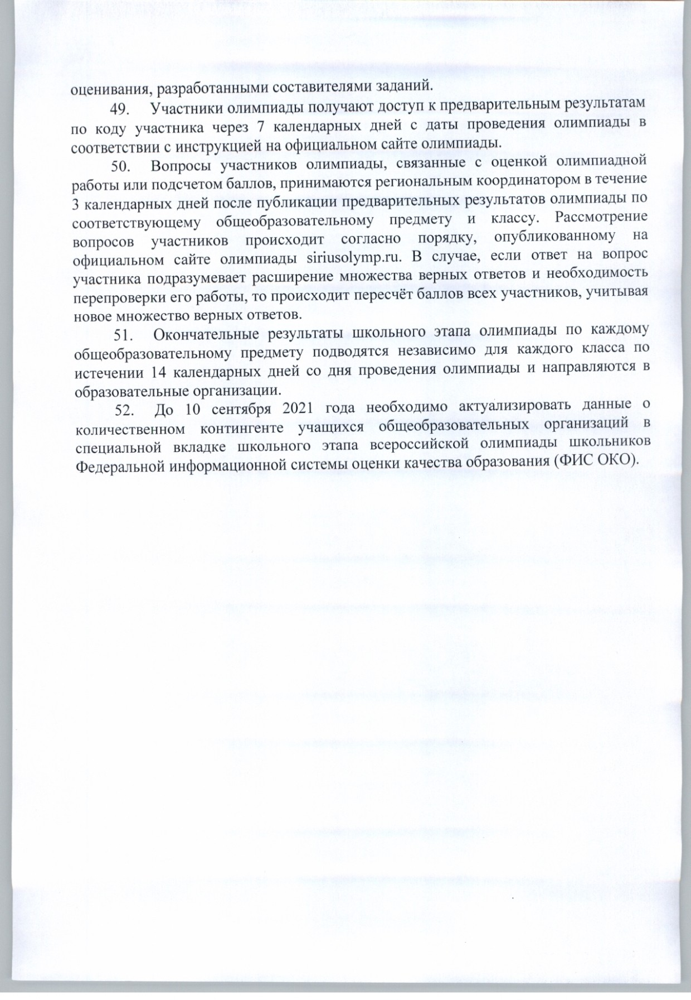 оценивания, разработанными составителями заданий.
49. Участники олимпиады получают доступ к предварительным результатам
по коду участника через 7 календарных дней с даты проведения олимпиады в
соответствии с инструкцией на официальном сайте олимпиады.
50. Вопросы участников олимпиады, связанные с оценкой олимпиадной
работы или подсчетом баллов, принимаются региональным координатором в течение
3 календарных дней после публикации предварительных результатов олимпиады по
соответствующему общеобразовательному предмету и классу. Рассмотрение
вопросов участников происходит согласно порядку, опубликованному на
официальном сайте олимпиады siriusolymp.ru. В случае, если ответ на вопрос
участника подразумевает расширение множества верных ответов и необходимость
перепроверки его работы, то происходит пересчёт баллов всех участников, учитывая
новое множество верных ответов.
51. Окончательные результаты школьного этапа олимпиады по каждому
общеобразовательному предмету подводятся независимо для каждого класса по
истечении 14 календарных дней со дня проведения олимпиады и направляются в
образовательные организации.
52. До 10 сентября 2021 года необходимо актуализировать данные о
количественном контингенте учащихся общеобразовательных организаций в
специальной вкладке школьного этапа всероссийской олимпиады школьников
Федеральной информационной системы оценки качества образования (ФИС ОКО).